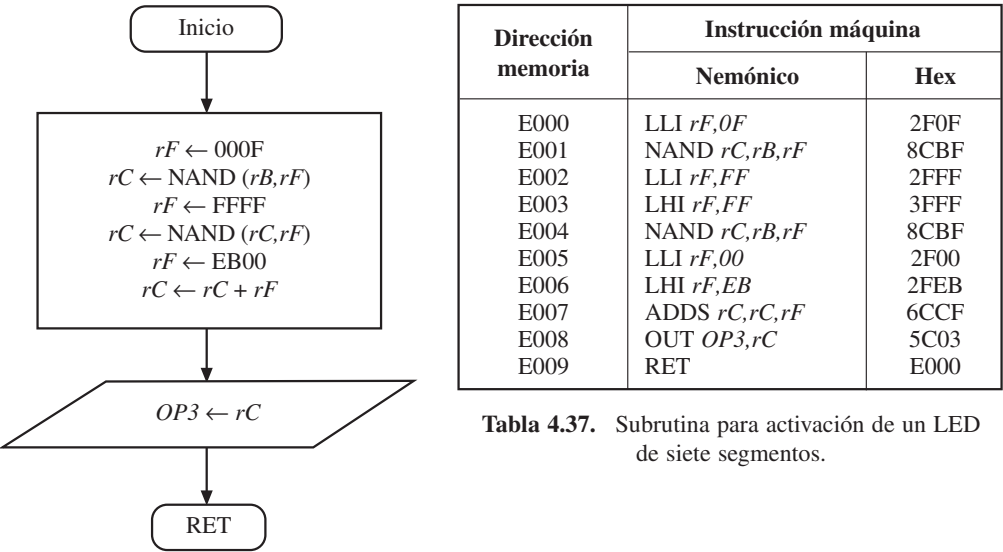 Inicio
rF ← 000F
rC ← NAND (rB,rF)
rF ← FFFF
rC ← NAND (rC,rF)
rF ← EB00
rC ← rC + rF
OP3 ← rC
RET
Dirección memoria Instrucción máquina
Nemónico Hex
E000 LLI rF,0F 2F0F
E001 NAND rC,rB,rF 8CBF
E002 LLI rF,FF 2FFF
E003 LHI rF,FF 3FFF
E004 NAND rC,rB,rF 8CBF
E005 LLI rF,00 2F00
E006 LHI rF,EB 2FEB
E007 ADDS rC,rC,rF 6CCF
E008 OUT OP3,rC 5C03
E009 RET E000
Tabla 4.37. Subrutina para activación de un LED
de siete segmentos.